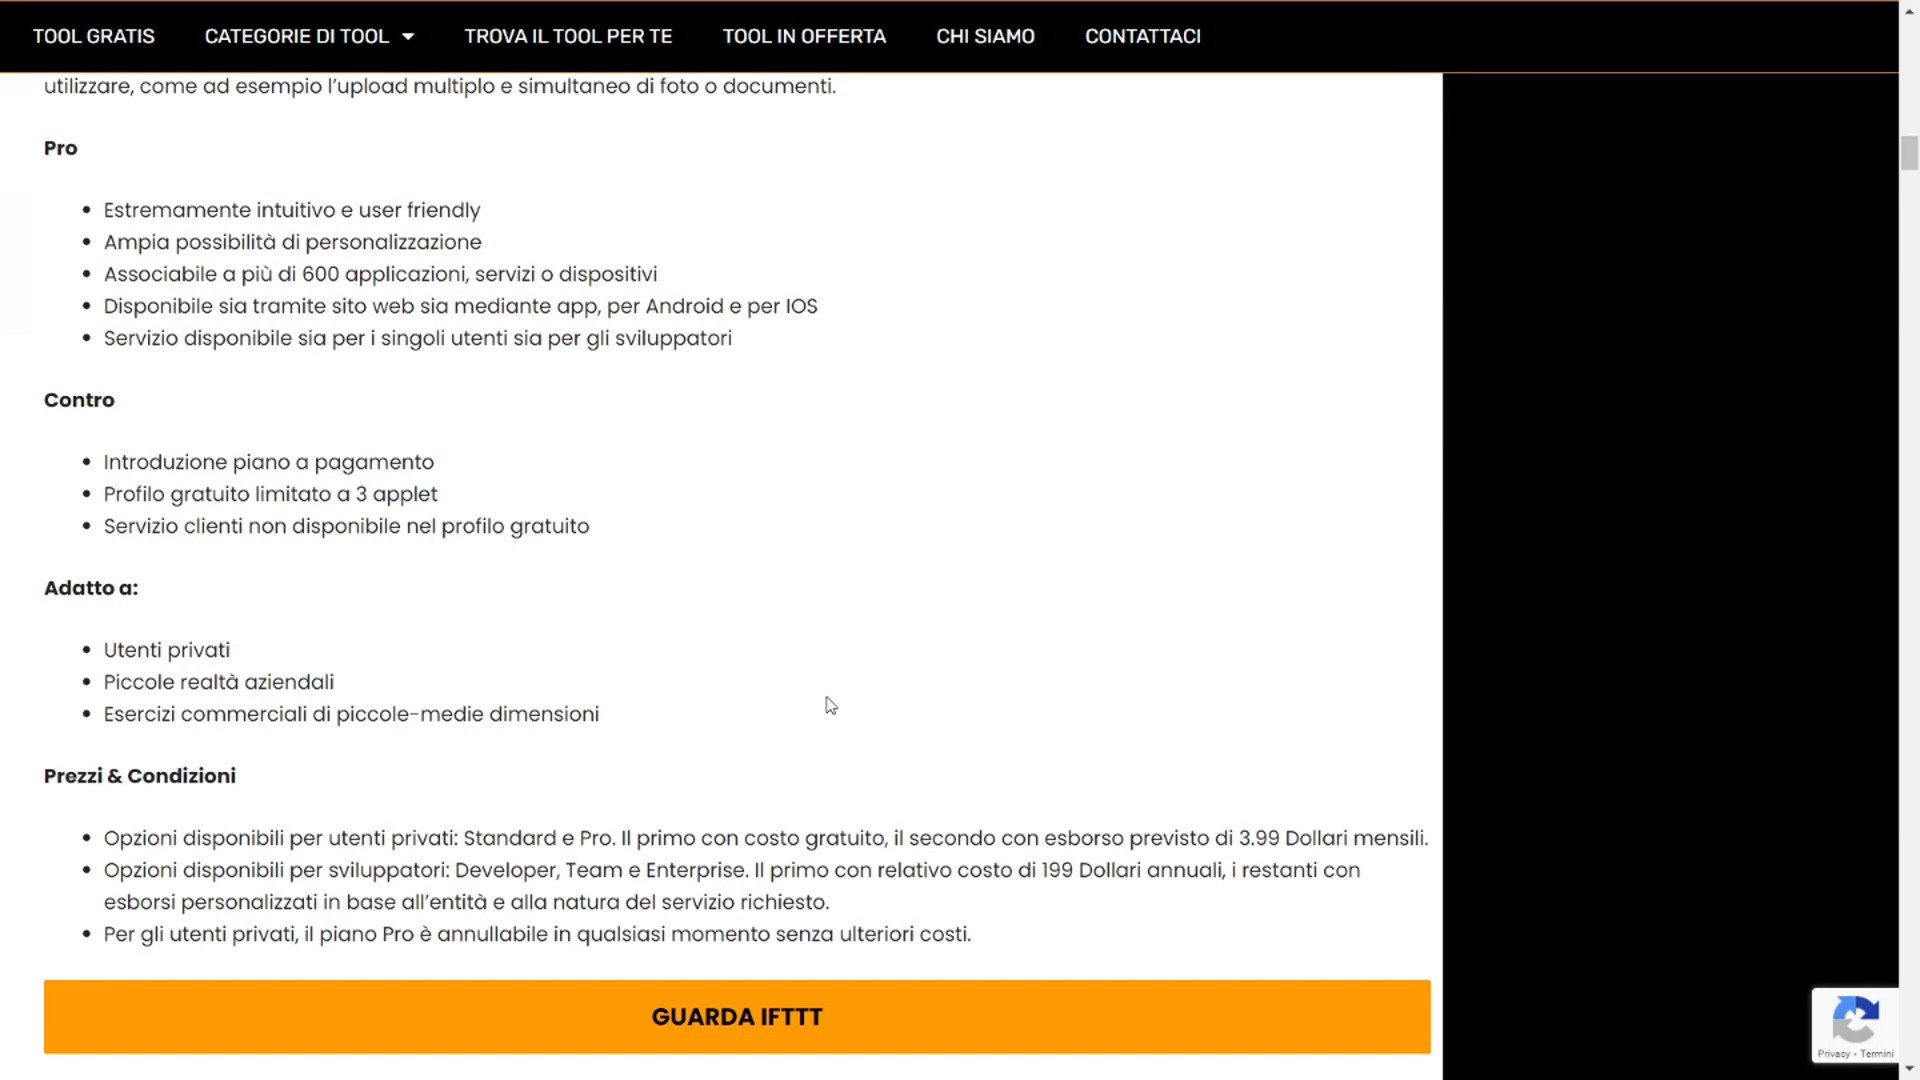 TOOL GRATIS CATEGORIE DI TOOL TROVA IL TOOL PER TE TOOL IN OFFERTA CHI SIAMO CONTATTACI
utilizzare, come ad esempio l’upload multiplo e simultaneo di foto o documenti.
Pro
Estremamente intuitivo e user friendly
Ampia possibilità di personalizzazione
Associabile a più di 600 applicazioni, servizi o dispositivi
Disponibile sia tramite sito web sia mediante app, per Android e per IOS
Servizio disponibile sia per i singoli utenti sia per gli sviluppatori
Contro
Introduzione piano a pagamento
Profilo gratuito limitato a 3 applet
Servizio clienti non disponibile nel profilo gratuito
Adatto a:
Utenti privati
Piccole realtà aziendali
Esercizi commerciali di piccole-medie dimensioni
Prezzi & Condizioni
Opzioni disponibili per utenti privati: Standard e Pro. Il primo con costo gratuito, il secondo con esborso previsto di 3.99 Dollari mensili.
Opzioni disponibili per sviluppatori: Developer, Team e Enterprise. Il primo con relativo costo di 199 Dollari annuali, i restanti con
esborsi personalizzati in base all’entità e alla natura del servizio richiesto.
Per gli utenti privati, il piano Pro è annullabile in qualsiasi momento senza ulteriori costi.
GUARDA IFTTT
Privacy - Termini